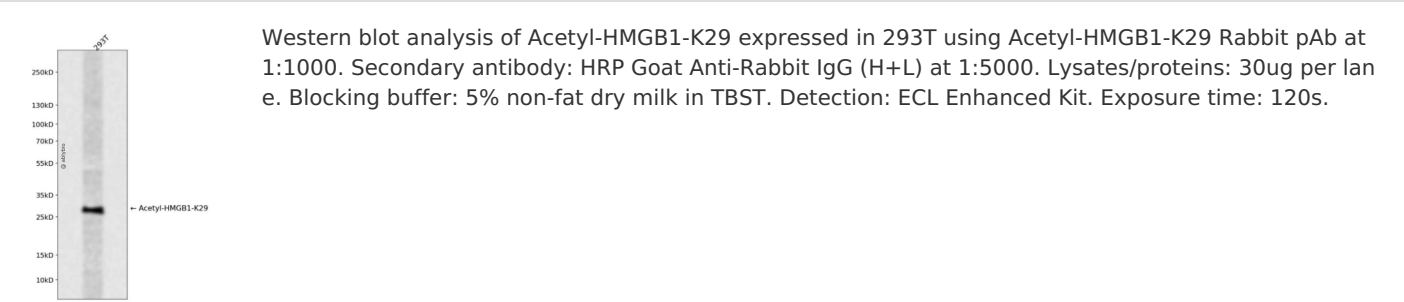 293T
250kD
130kD
100kD
70kD
55kD
35kD
25kD
15kD
10kD
← Acetyl-HMGB1-K29
Western blot analysis of Acetyl-HMGB1-K29 expressed in 293T using Acetyl-HMGB1-K29 Rabbit pAb at
1:1000. Secondary antibody: HRP Goat Anti-Rabbit IgG (H+L) at 1:5000. Lysates/proteins: 30ug per lan
e. Blocking buffer: 5% non-fat dry milk in TBST. Detection: ECL Enhanced Kit. Exposure time: 120s.